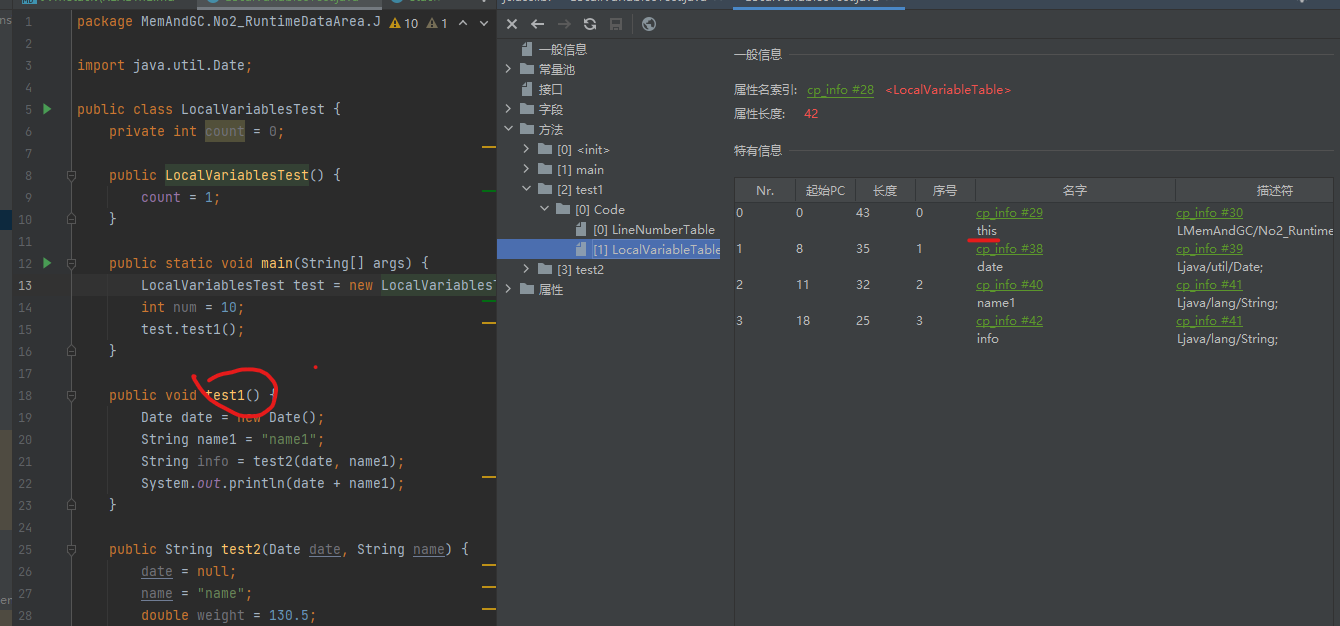 1 package MemAndGC.No2_RuntimeDataArea.J 10 1
2
3 import java.util.Date;
4
5 public class LocalVariablesTest {
6 private int count = 0;
7
8 public LocalVariablesTest() {
9 count = 1;
10 }
11
12 public static void main(String[] args) {
13 LocalVariablesTest test = new LocalVariablesT
14 int num = 10;
15 test.test1();
16 }
17
18 public void test1() {
19 Date date = new Date();
20 String name1 = "name1";
21 String info = test2(date, name1);
22 System.out.println(date + name1);
23 }
24
25 public String test2(Date date, String name) {
26 date = null;
27 name = "name";
28 double weight = 130.5;
一般信息
常量池
接口
字段
方法
[0] <init>
[1] main
[2] test1
[0] Code
[0] LineNumberTable
[1] LocalVariableTable
[3] test2
属性
一般信息
属性名索引: cp_info #28 <LocalVariableTable>
属性长度: 42
特有信息
Nr. 起始PC 长度 序号 名字 描述符
0 0 43 0 cp_info #29 cp_info #30
this LMemAndGC/No2_Runtime
1 8 35 1 cp_info #38 cp_info #39
date Ljava/util/Date;
2 11 32 2 cp_info #40 cp_info #41
name1 Ljava/lang/String;
3 18 25 3 cp_info #42 cp_info #41
info Ljava/lang/String;